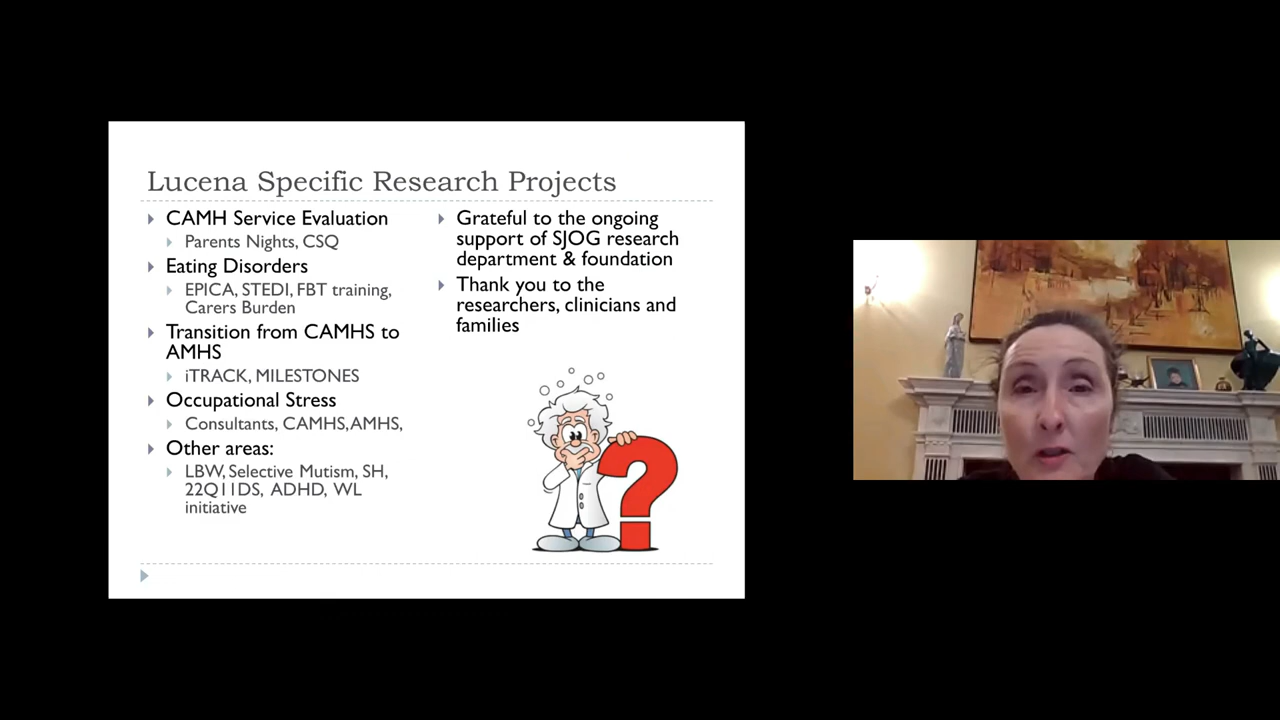 Lucena Specific Research Projects
CAMH Service Evaluation
Parents Nights, CSQ
Eating Disorders
EPICA, STEDI, FBT training,
Carers Burden
Transition from CAMHS to
AMHS
iTRACK, MILESTONES
Occupational Stress
Consultants, CAMHS,AMHS,
Other areas:
LBW, Selective Mutism, SH,
22Q11DS, ADHD, WL
initiative
Grateful to the ongoing
support of SJOG research
department & foundation
Thank you to the
researchers, clinicians and
families
?